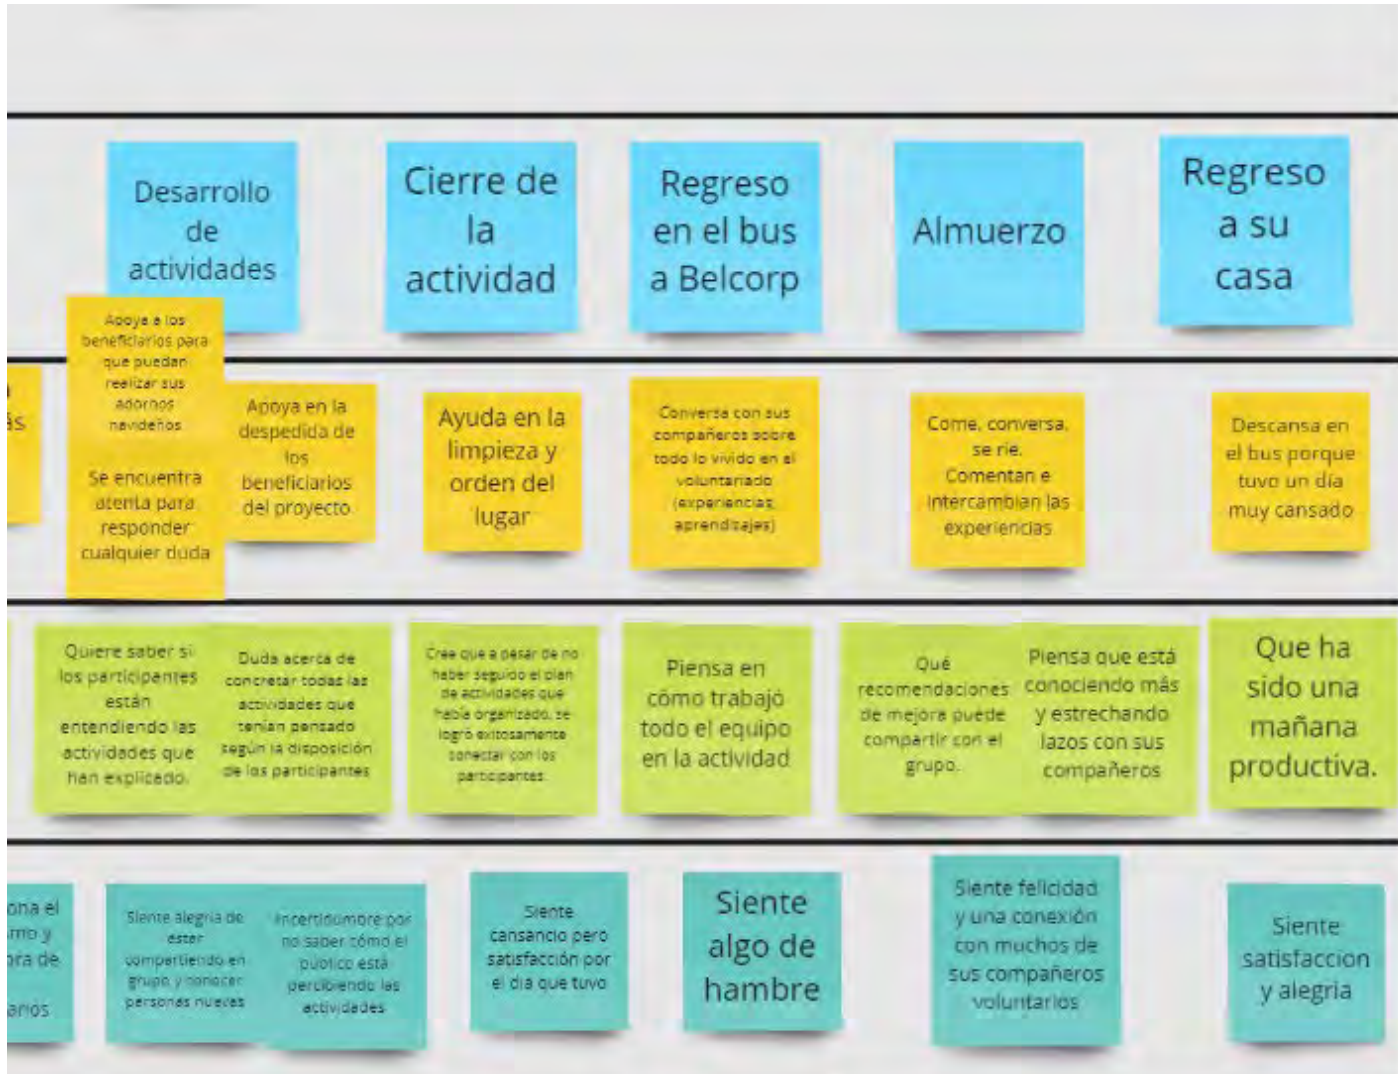 Desarrollo
de
actividades
Cierre de
la
actividad
Regreso
en el bus
a Belcorp
Almuerzo
Regreso
a su
casa
ás
Apoya a los
beneficiarios para
que puedan
realizar sus
adornos
navideños
Se encuentra
atenta para
responder
cualquier duda
Apoya en la
despedida de
los
beneficiarios
del proyecto
Ayuda en la
limpieza y
orden del
lugar
Conversa con sus
compañeros sobre
todo lo vivido en el
voluntariado
(experiencias,
aprendizajes)
Come, conversa,
se ríe.
Comentan e
intercambian las
experiencias
Descansa en
el bus porque
tuvo un día
muy cansado
Quiere saber si
los participantes
están
entendiendo las
actividades que
han explicado.
Duda acerca de
concretar todas las
actividades que
tenían pensado
según la disposición
de los participantes
Cree que a pesar de no
haber seguido el plan
de actividades que
había organizado, se
logró exitosamente
conectar con los
participantes.
Piensa en
cómo trabajó
todo el equipo
en la actividad
Qué
recomendaciones
de mejora puede
compartir con el
grupo.
Piensa que está
conociendo más
y estrechando
lazos con sus
compañeros
Que ha
sido una
mañana
productiva.
ona el
mo y
ora de
arios
Siente alegría de
estar
compartiendo en
grupo y conocer
personas nuevas
Incertidumbre por
no saber cómo el
público está
percibiendo las
actividades
Siente
cansancio pero
satisfacción por
el día que tuvo
Siente
algo de
hambre
Siente felicidad
y una conexión
con muchos de
sus compañeros
voluntarios
Siente
satisfaccion
y alegría